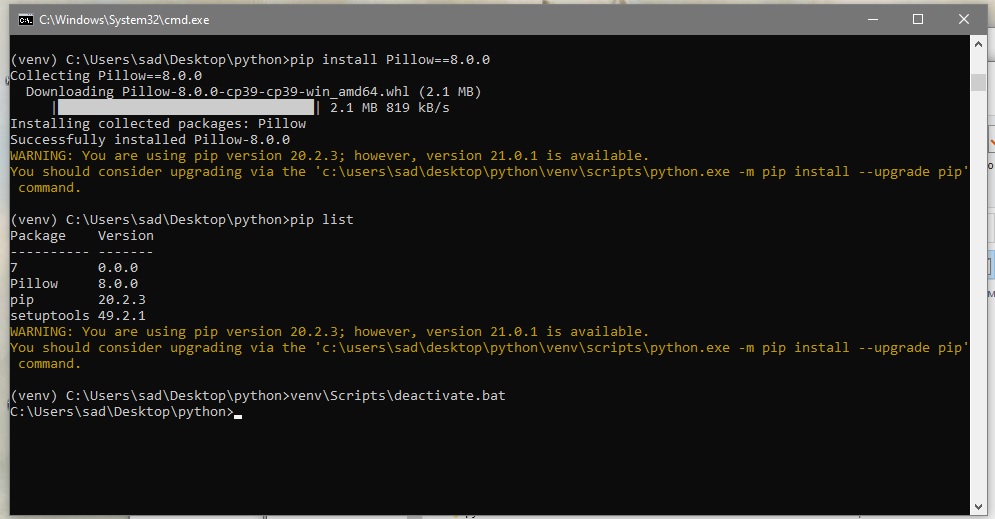 C:\Windows\System32\cmd.exe
(venv) C:\Users\sad\Desktop\python>pip install Pillow==8.0.0
Collecting Pillow==8.0.0
  Downloading Pillow-8.0.0-cp39-cp39-win_amd64.whl (2.1 MB)
     |████████████████████████████████| 2.1 MB 819 kB/s
Installing collected packages: Pillow
Successfully installed Pillow-8.0.0
WARNING: You are using pip version 20.2.3; however, version 21.0.1 is available.
You should consider upgrading via the 'c:\users\sad\desktop\python\venv\scripts\python.exe -m pip install --upgrade pip'
 command.
(venv) C:\Users\sad\Desktop\python>pip list
Package    Version
---------- -------
7          0.0.0
Pillow     8.0.0
pip        20.2.3
setuptools 49.2.1
WARNING: You are using pip version 20.2.3; however, version 21.0.1 is available.
You should consider upgrading via the 'c:\users\sad\desktop\python\venv\scripts\python.exe -m pip install --upgrade pip'
 command.
(venv) C:\Users\sad\Desktop\python>venv\Scripts\deactivate.bat
C:\Users\sad\Desktop\python>